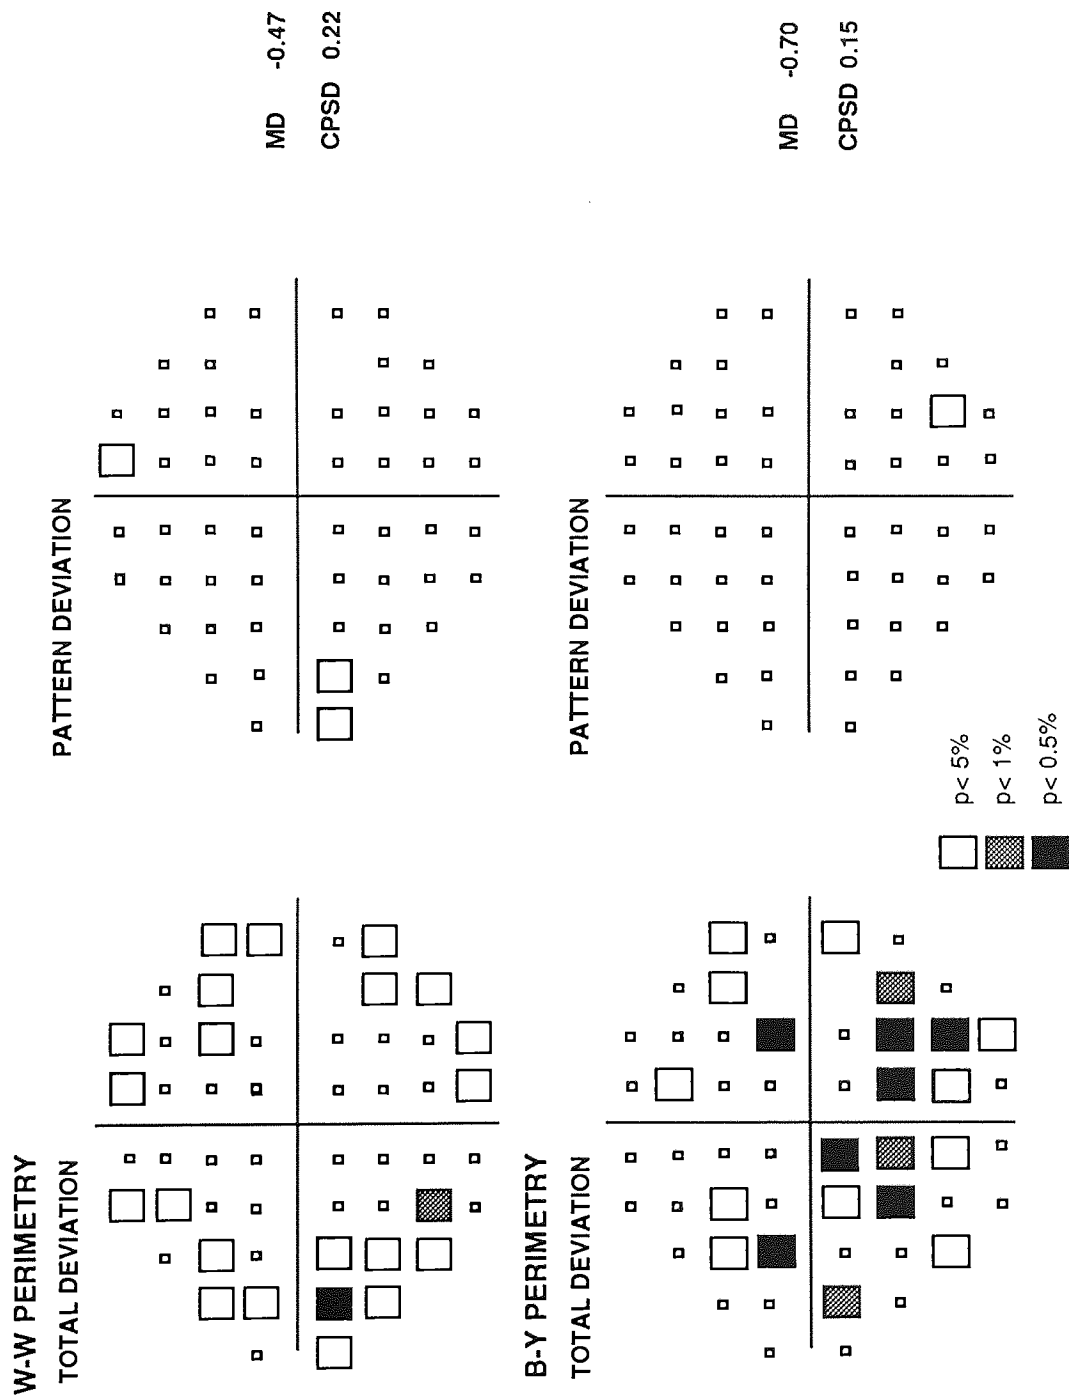 W-W PERIMETRY
TOTAL DEVIATION
PATTERN DEVIATION
MD -0.47
CPSD 0.22
B-Y PERIMETRY
TOTAL DEVIATION
PATTERN DEVIATION
MD -0.70
CPSD 0.15
p< 5%
p< 1%
p< 0.5%